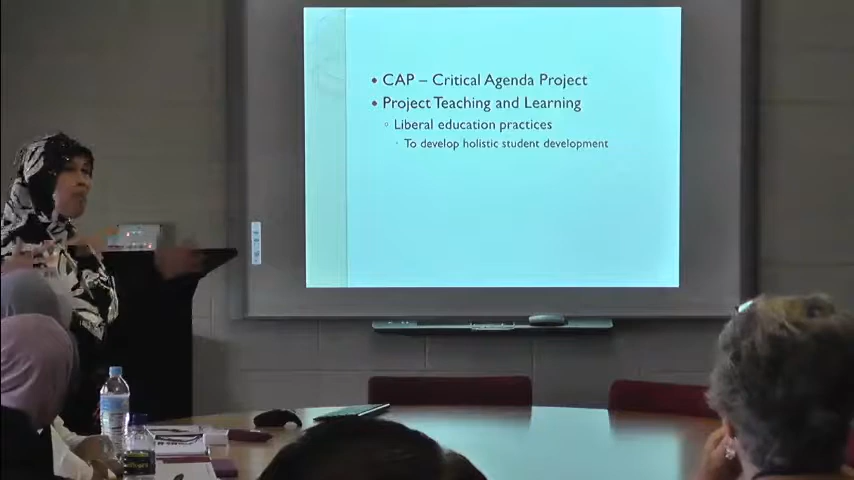 • CAP – Critical Agenda Project
• Project Teaching and Learning
◦ Liberal education practices
· To develop holistic student development